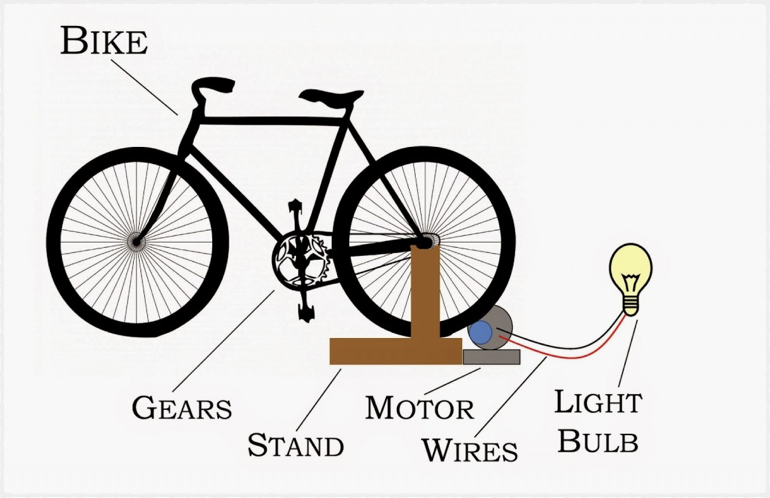 BIKE
GEARS
STAND
MOTOR
WIRES
LIGHT
BULB